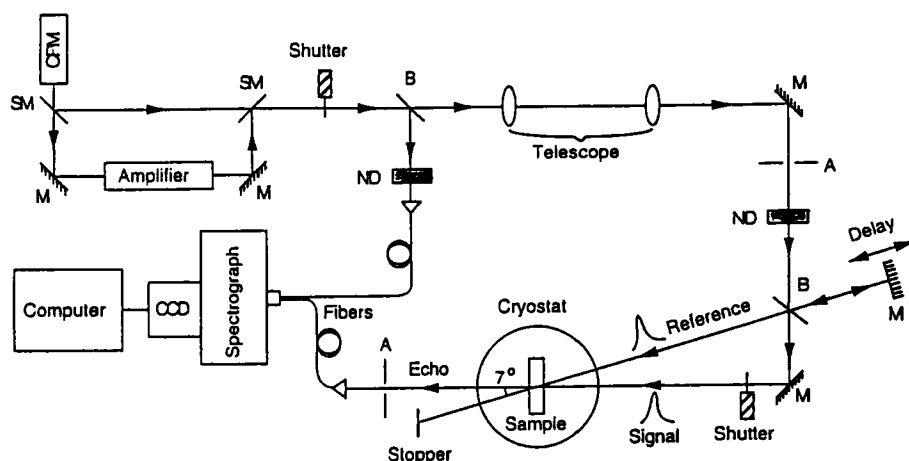 CPM
Shutter
SM
SM
B
M
Telescope
M
Amplifier
M
ND
A
ND
Delay
Computer
CCD
Spectrograph
Fibers
Cryostat
B
Reference
M
A
Echo
7°
Sample
Signal
Shutter
M
Stopper